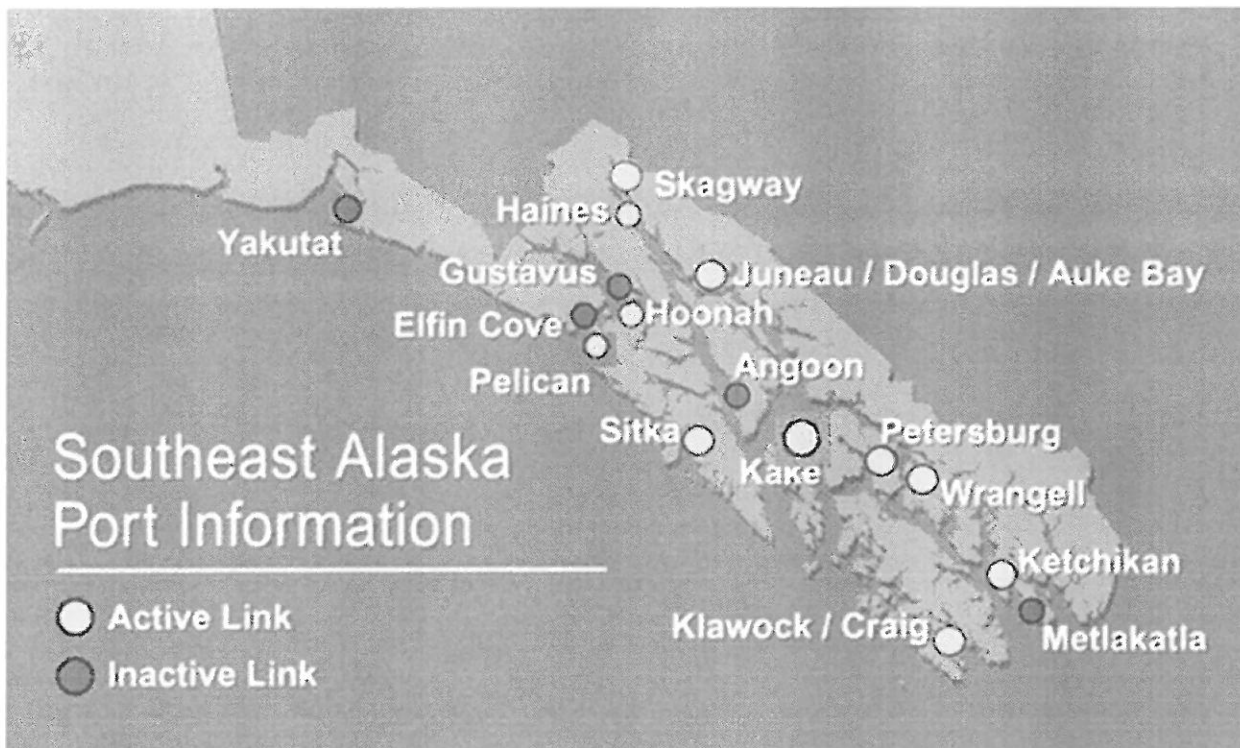 Skagway
Haines
Yakutat
Gustavus
Juneau / Douglas / Auke Bay
Elfin Cove
Hoonah
Pelican
Angoon
Sitka
Kake
Petersburg
Wrangell
Southeast Alaska
Port Information
Ketchikan
Active Link
Klawock / Craig
Metlakatla
Inactive Link